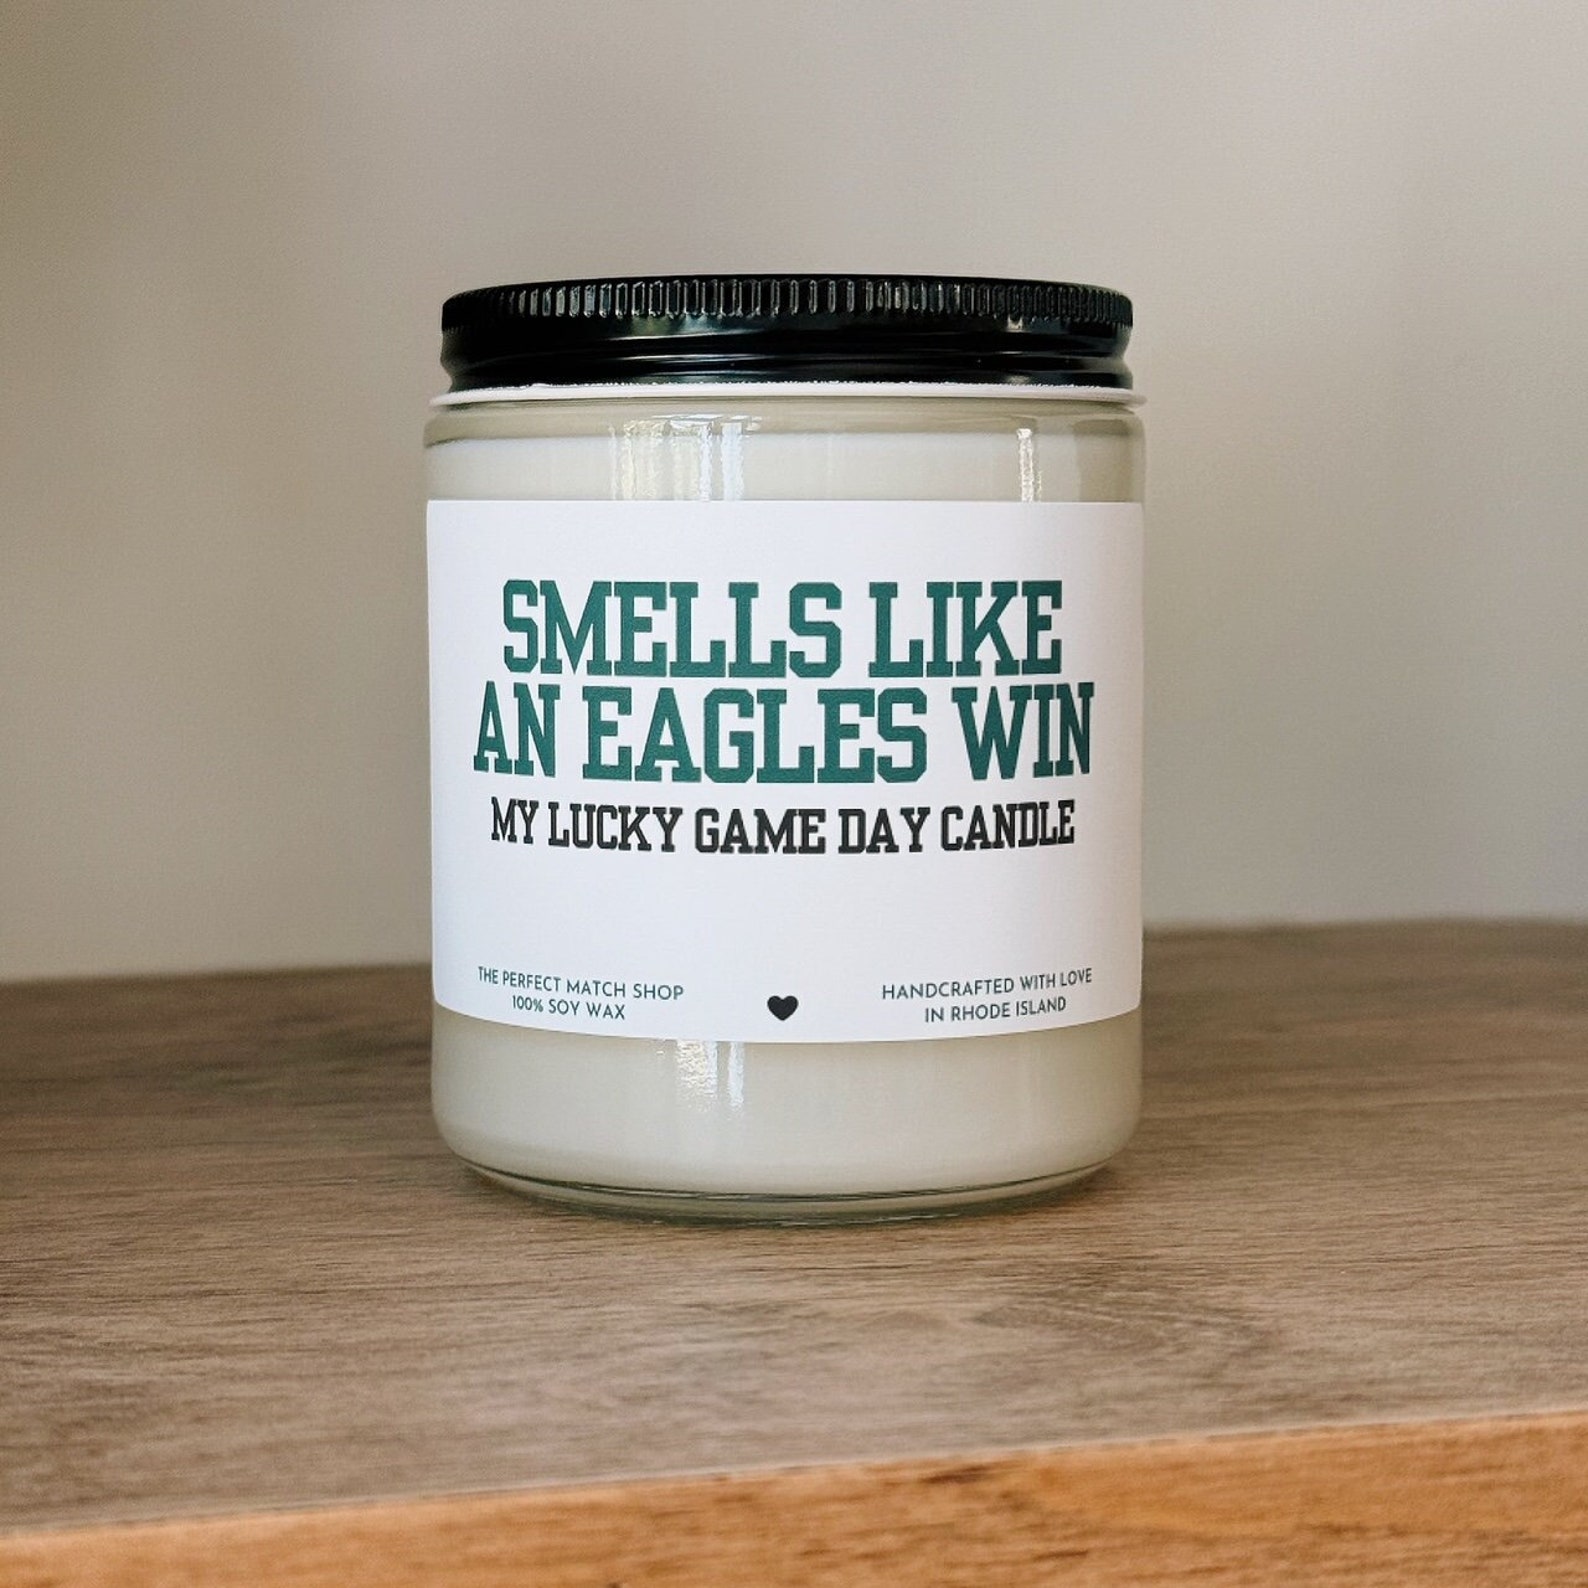 SMELLS LIKE
AN EAGLES WIN
MY LUCKY GAME DAY CANDLE
THE PERFECT MATCH SHOP
100% SOY WAX
HANDCRAFTED WITH LOVE
IN RHODE ISLAND